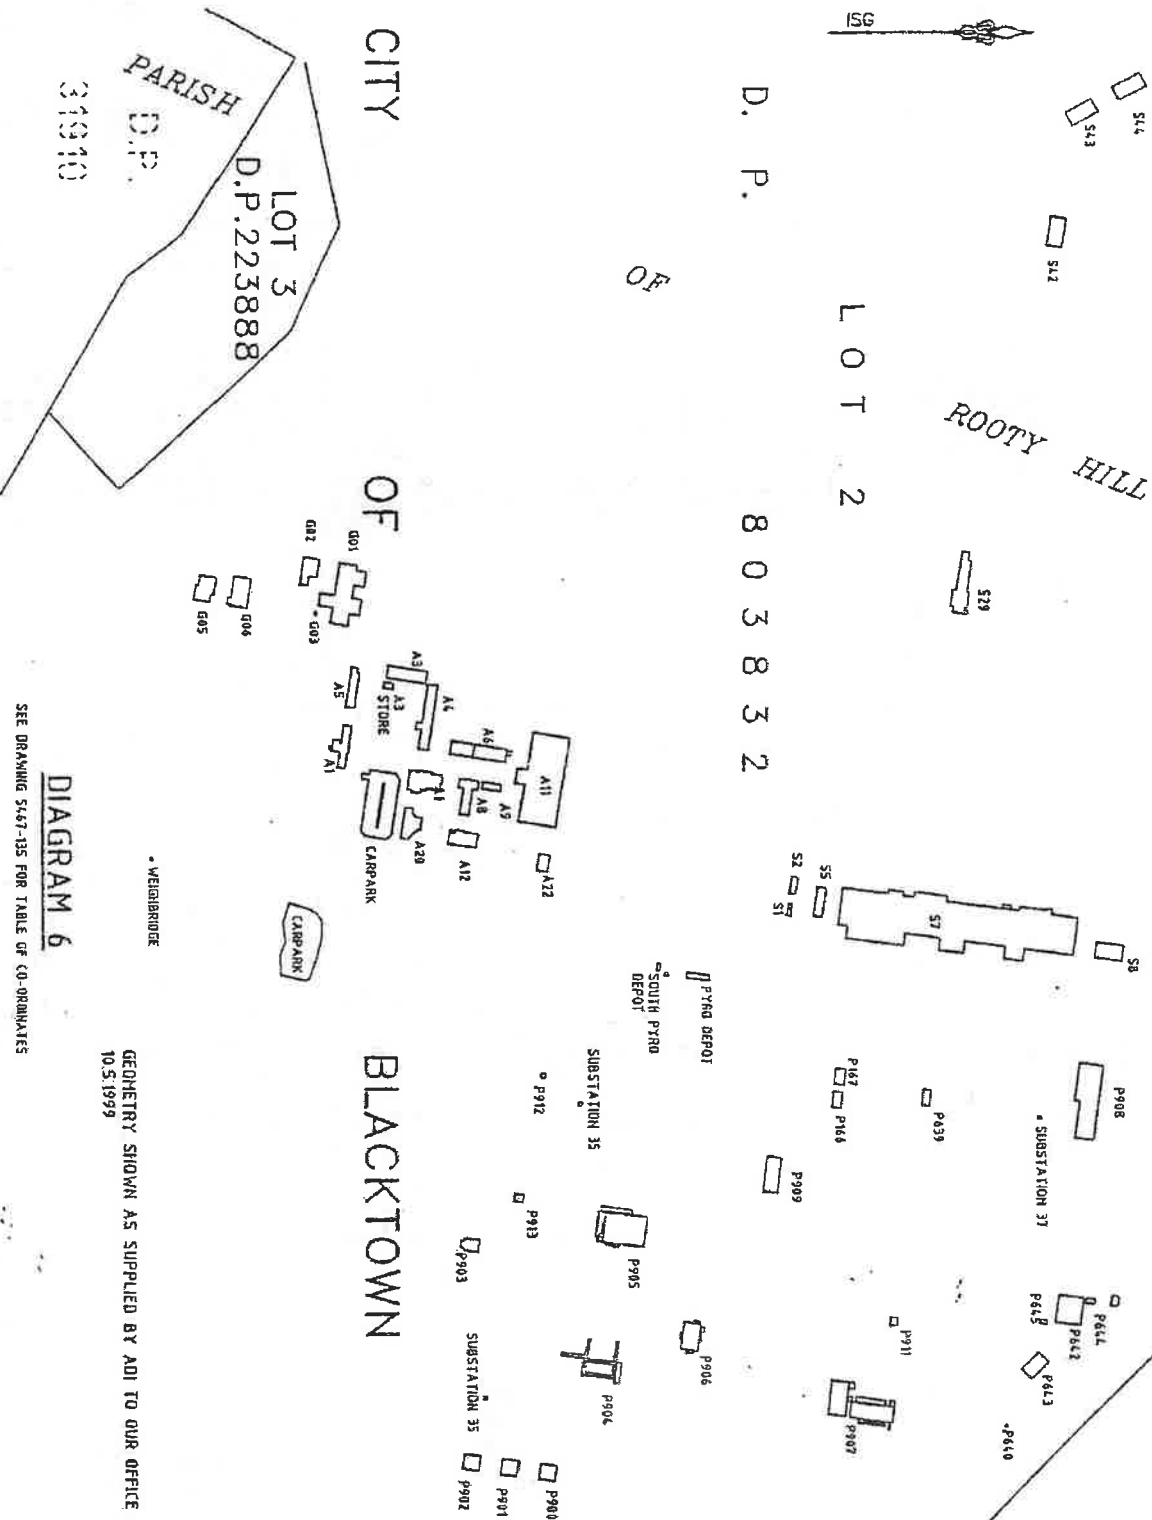 ISG
S44
S43
S42
D. P. 803832
LOT 2
ROOTY HILL
OF
CITY
OF
BLACKTOWN
PARISH
D.P.
31910
LOT 3
D.P.223888
S29
G02
G01
G03
G04
G05
A3
A3
STORE
A4
A5
A1
A6
A11
A8
A9
A20
A12
A22
CARPARK
CARPARK
WEIGHBRIDGE
S2
S1
S5
S7
S8
PYRO DEPOT
SOUTH PYRO
DEPOT
P908
P167
P166
P639
SUBSTATION 37
SUBSTATION 35
P912
P909
P913
P903
P905
P906
P904
SUBSTATION 35
P911
P907
P645
P644
P642
P643
P640
P902
P901
P900
DIAGRAM 6
SEE DRAWING S467-135 FOR TABLE OF CO-ORDINATES
GEOMETRY SHOWN AS SUPPLIED BY ADI TO OUR OFFICE
10.5.1999